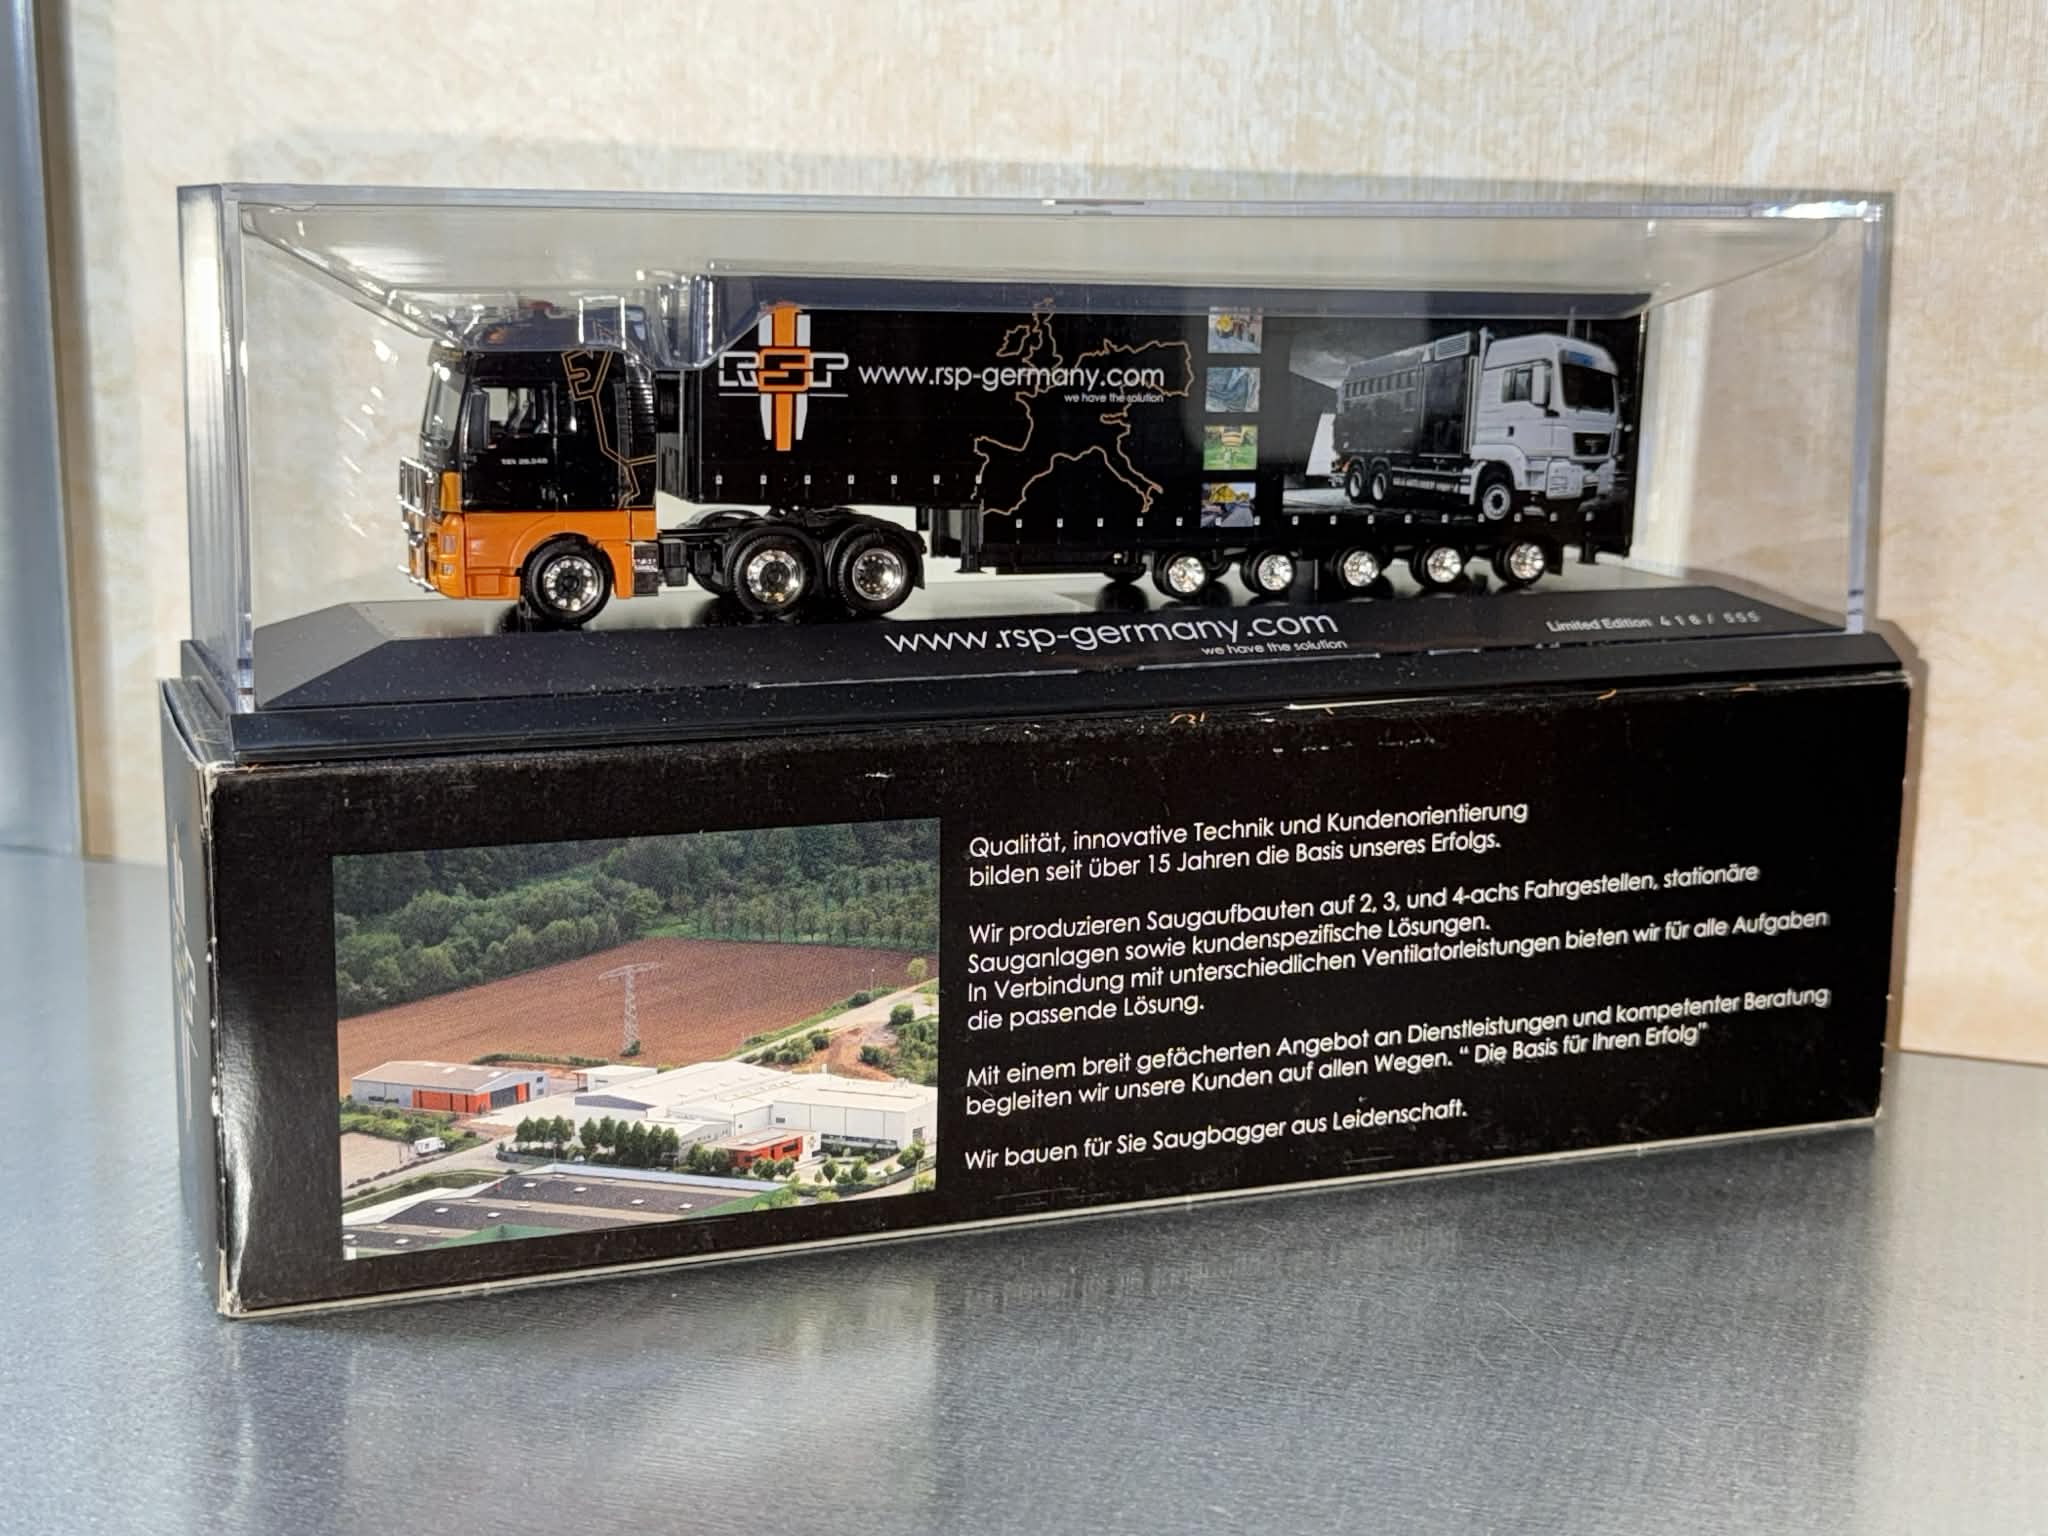 RSP
www.rsp-germany.com
we have the solution
www.rsp-germany.com
we have the solution
Limited Edition 416 / 555
Qualität, innovative Technik und Kundenorientierung
bilden seit über 15 Jahren die Basis unseres Erfolgs.
Wir produzieren Saugaufbauten auf 2, 3, und 4-achs Fahrgestellen, stationäre
Sauganlagen sowie kundenspezifische Lösungen.
In Verbindung mit unterschiedlichen Ventilatorleistungen bieten wir für alle Aufgaben
die passende Lösung.
Mit einem breit gefächerten Angebot an Dienstleistungen und kompetenter Beratung
begleiten wir unsere Kunden auf allen Wegen. “ Die Basis für Ihren Erfolg”
Wir bauen für Sie Saugbagger aus Leidenschaft.